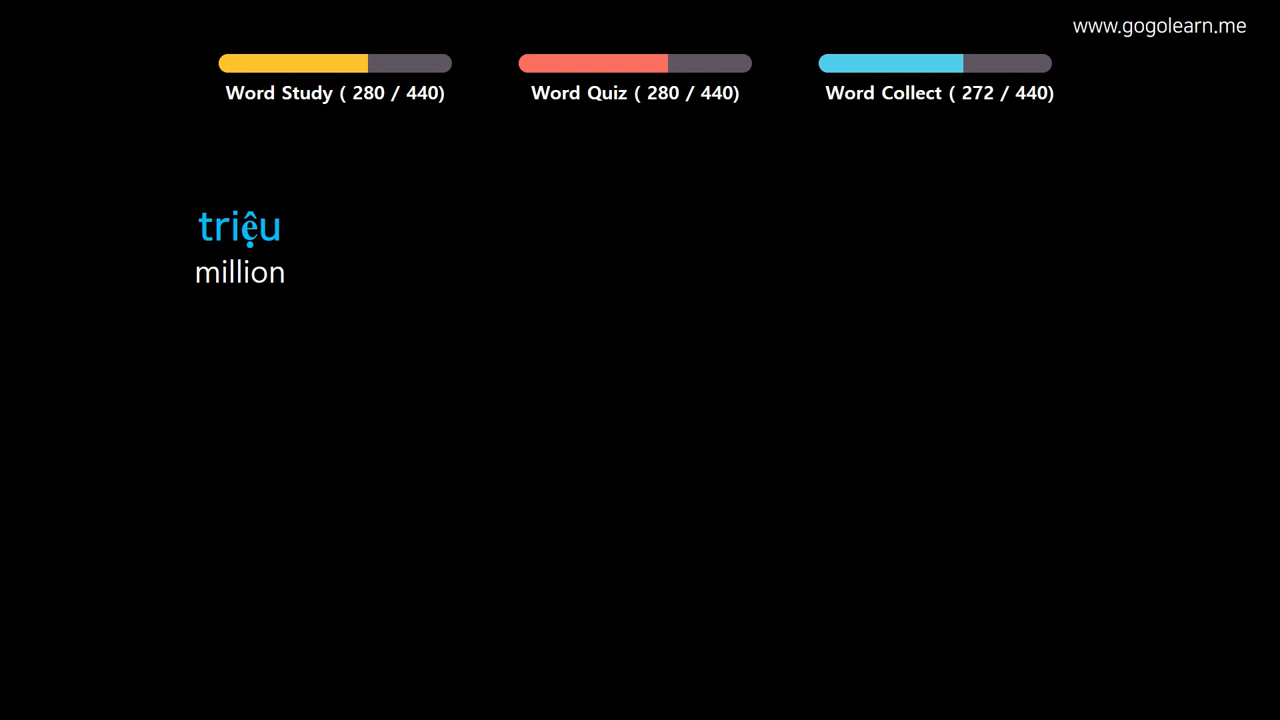 www.gogolearn.me
Word Study ( 280 / 440)
Word Quiz ( 280 / 440)
Word Collect ( 272 / 440)
triệu
million